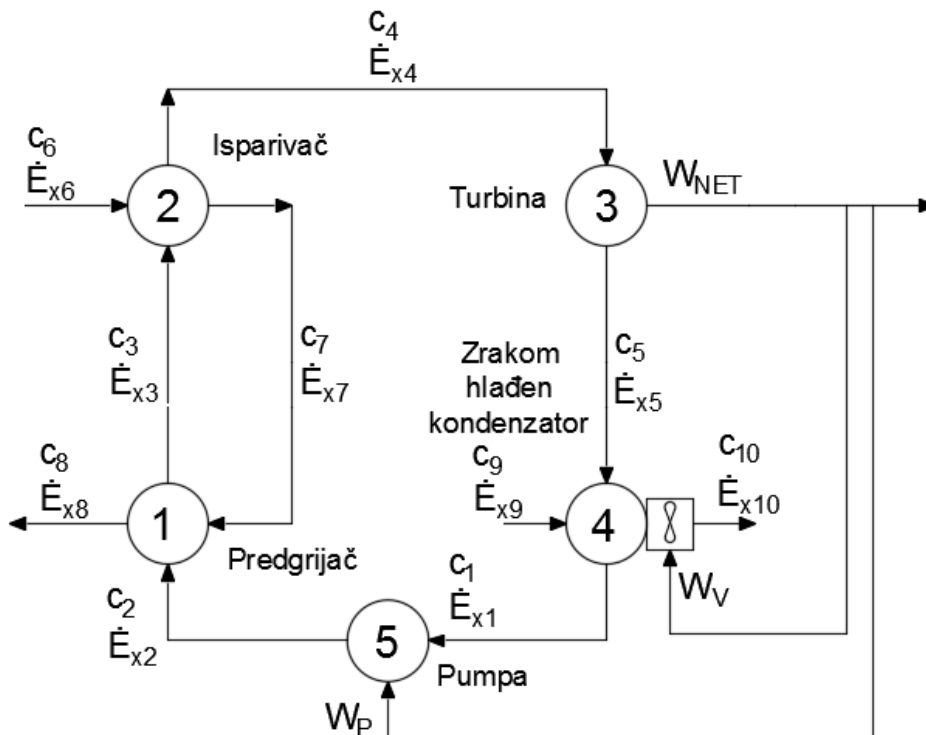 c4
Ėx4
c6
Ėx6
Isparivač
2
Turbina
3
WNET
c3
Ėx3
c7
Ėx7
Zrakom
hlađen
kondenzator
c5
Ėx5
c8
Ėx8
1
Predgrijač
c9
Ėx9
4
c10
Ėx10
WV
c2
Ėx2
5
c1
Ėx1
Pumpa
WP